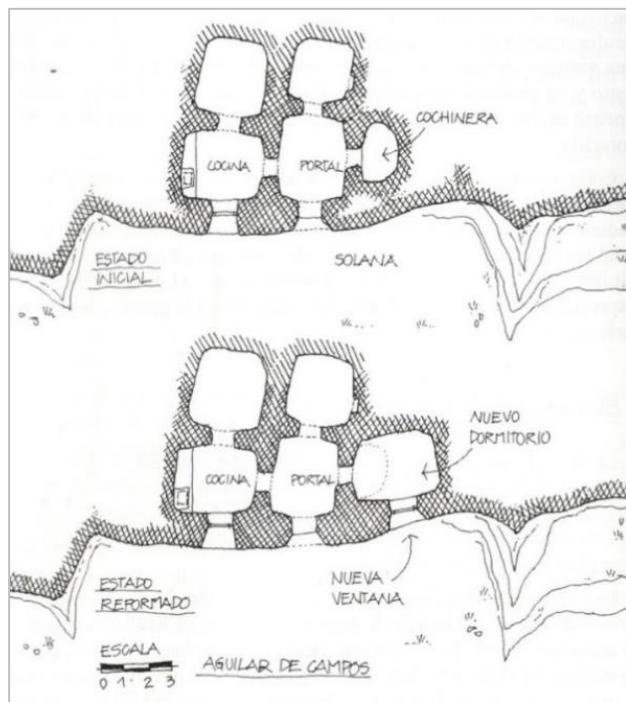 COCHINERA
COCINA
PORTAL
ESTADO
INICIAL
SOLANA
NUEVO
DORMITORIO
COCINA
PORTAL
ESTADO
REFORMADO
NUEVA
VENTANA
ESCALA
0 1 2 3
AGUILAR DE CAMPOS